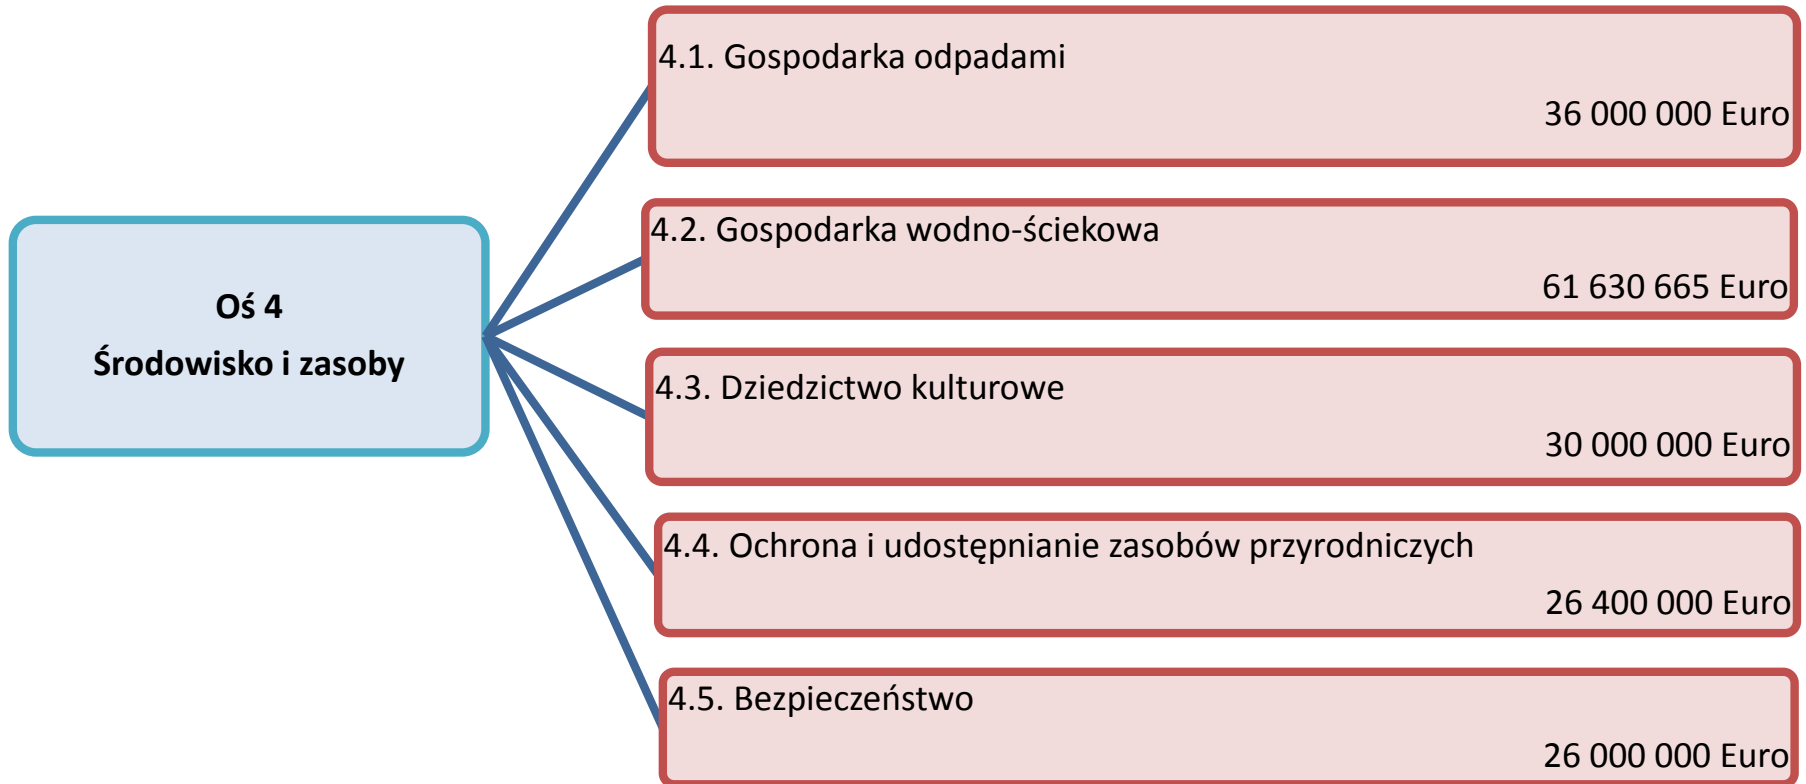 Oś 4
Środowisko i zasoby
4.1. Gospodarka odpadami
36 000 000 Euro
4.2. Gospodarka wodno-ściekowa
61 630 665 Euro
4.3. Dziedzictwo kulturowe
30 000 000 Euro
4.4. Ochrona i udostępnianie zasobów przyrodniczych
26 400 000 Euro
4.5. Bezpieczeństwo
26 000 000 Euro